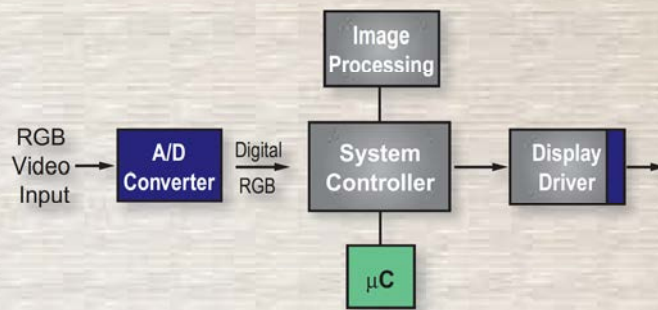 Image
Processing
RGB
Video
Input
A/D
Converter
Digital
RGB
System
Controller
Display
Driver
μC